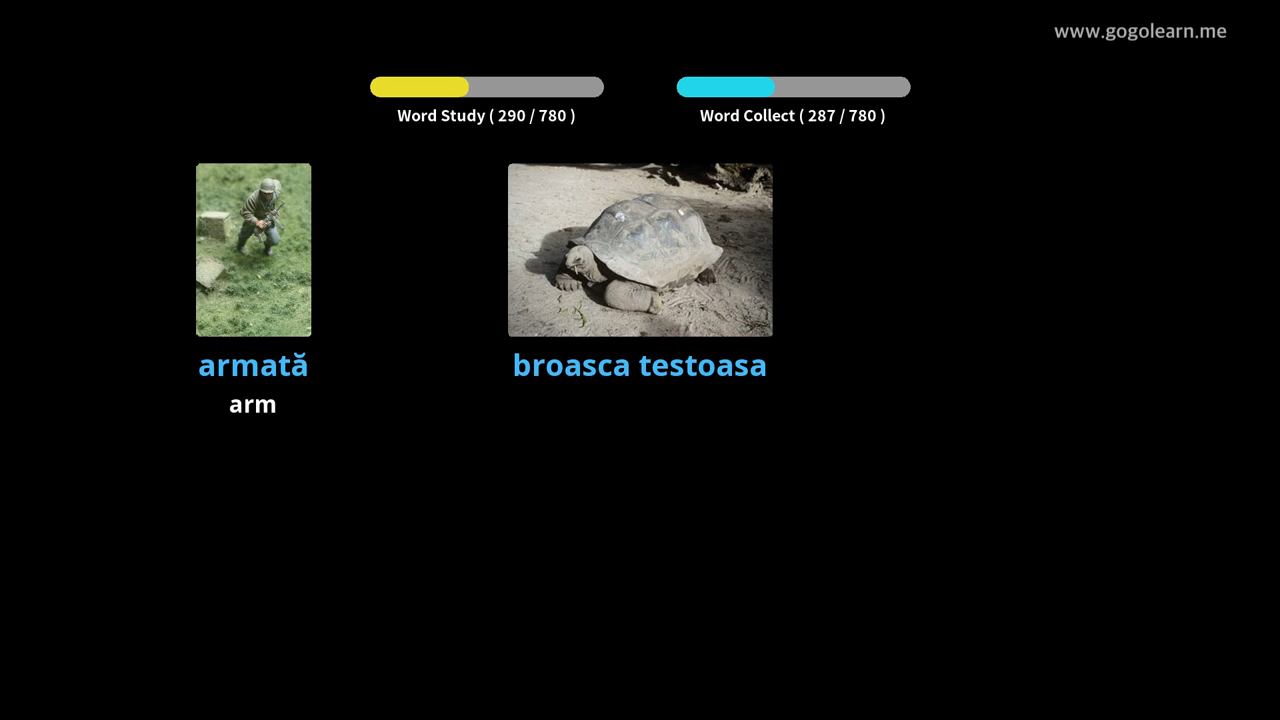 www.gogolearn.me
Word Study ( 290 / 780 )
Word Collect ( 287 / 780 )
armată
broasca testoasa
arm